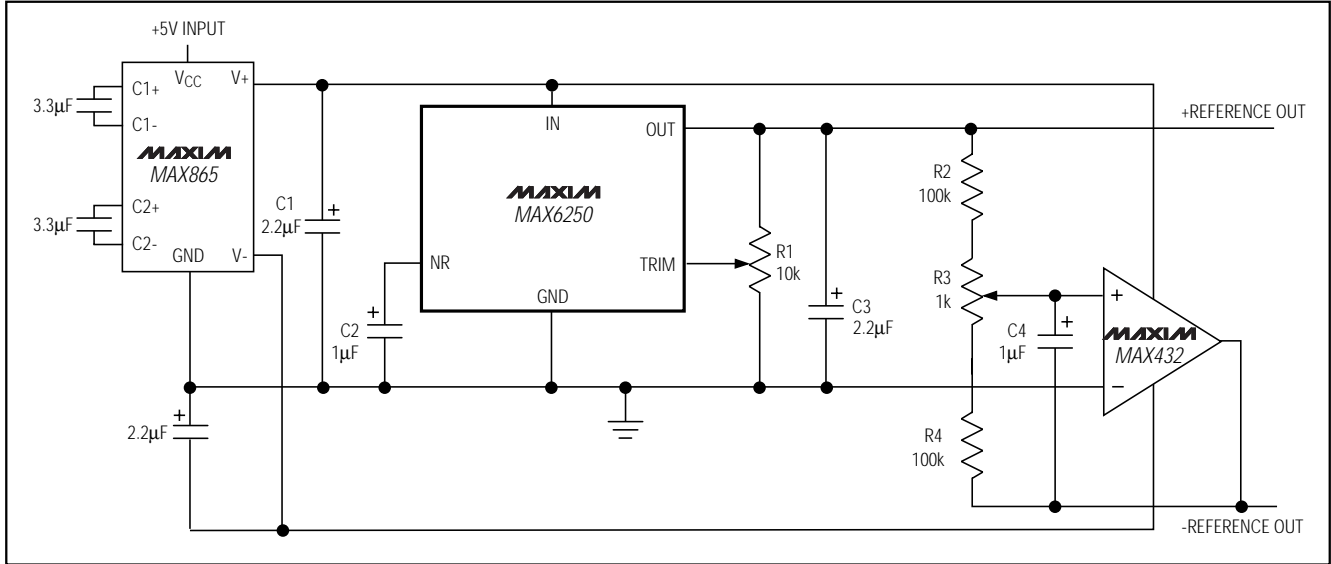 +5V INPUT
VCC
V+
C1+
C1-
3.3µF
MAXIM
MAX865
C2+
C2-
3.3µF
GND
V-
C1
2.2µF
+
IN
OUT
MAXIM
MAX6250
NR
TRIM
GND
+
C2
1µF
R1
10k
+
C3
2.2µF
+REFERENCE OUT
R2
100k
R3
1k
+
C4
1µF
+
MAXIM
MAX432
−
R4
100k
+
2.2µF
-REFERENCE OUT